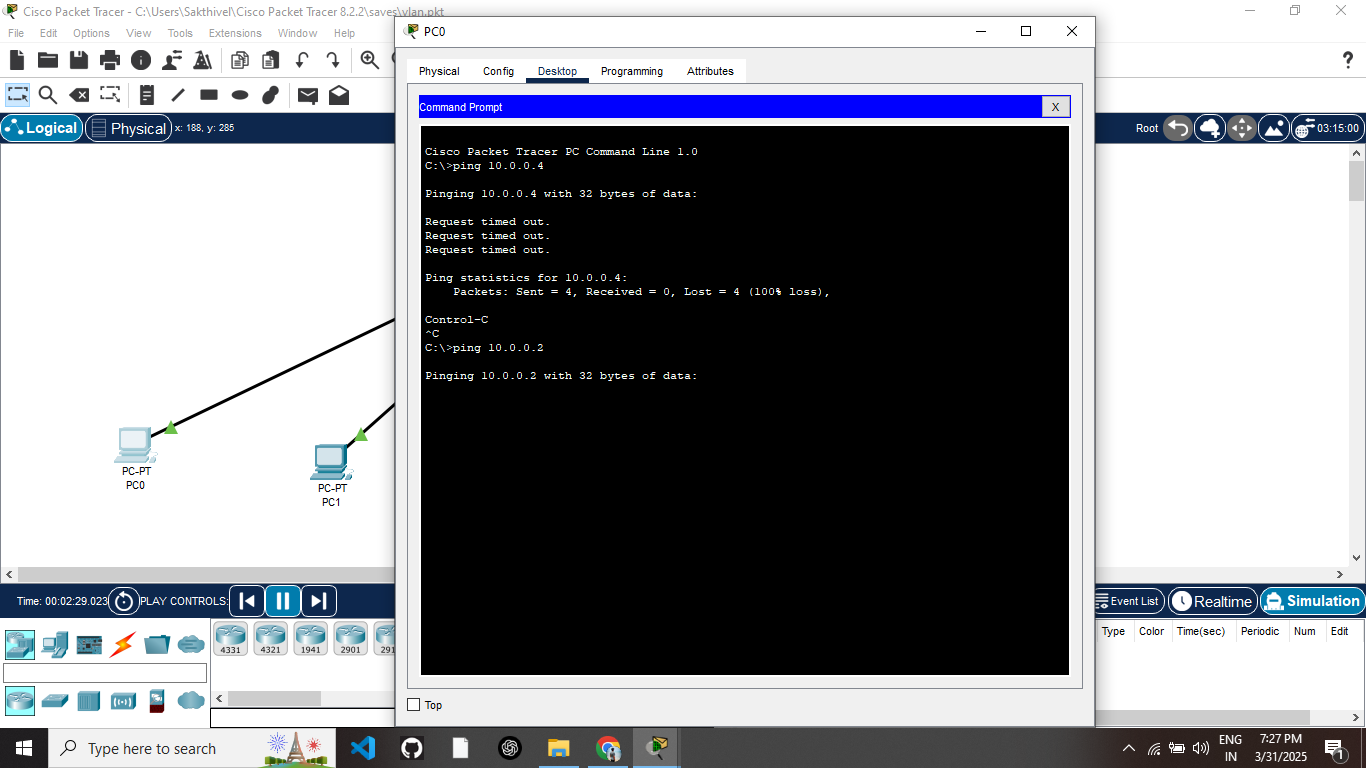 Cisco Packet Tracer - C:\Users\Sakthivel\Cisco Packet Tracer 8.2.2\saves\vlan.pkt
File Edit Options View Tools Extensions Window Help
Logical Physical x: 188, y: 285
Root 03:15:00
PC0
Physical Config Desktop Programming Attributes
Command Prompt X
Cisco Packet Tracer PC Command Line 1.0
C:\>ping 10.0.0.4
Pinging 10.0.0.4 with 32 bytes of data:
Request timed out.
Request timed out.
Request timed out.
Ping statistics for 10.0.0.4:
Packets: Sent = 4, Received = 0, Lost = 4 (100% loss),
Control-C
^C
C:\>ping 10.0.0.2
Pinging 10.0.0.2 with 32 bytes of data:
Top
PC-PT
PC0
PC-PT
PC1
Time: 00:02:29.023 PLAY CONTROLS:
Event List Realtime Simulation
4331 4321 1941 2901 291
Type Color Time(sec) Periodic Num Edit
Type here to search
ENG
IN
7:27 PM
3/31/2025
1